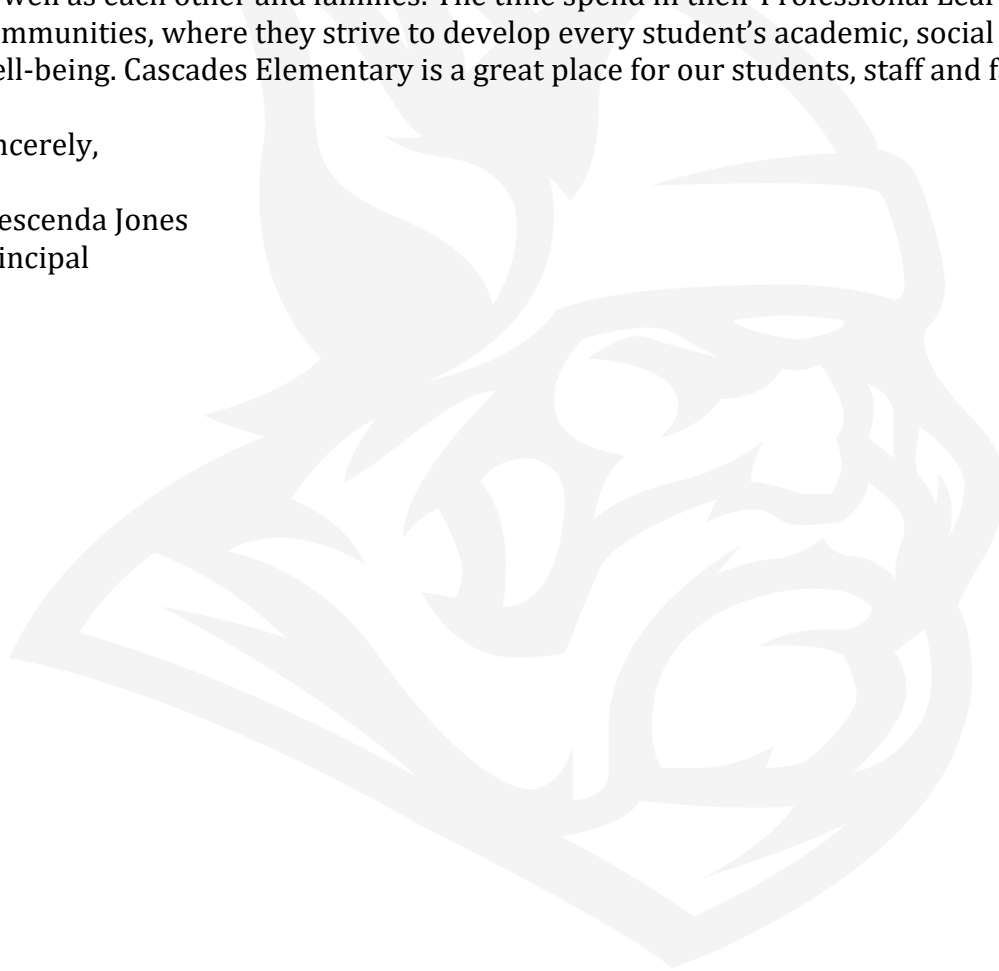 well as each other and families. The time spend in their Professional Lear
mmunities, where they strive to develop every student’s academic, social
ell-being. Cascades Elementary is a great place for our students, staff and f
ncerely,
escenda Jones
incipal